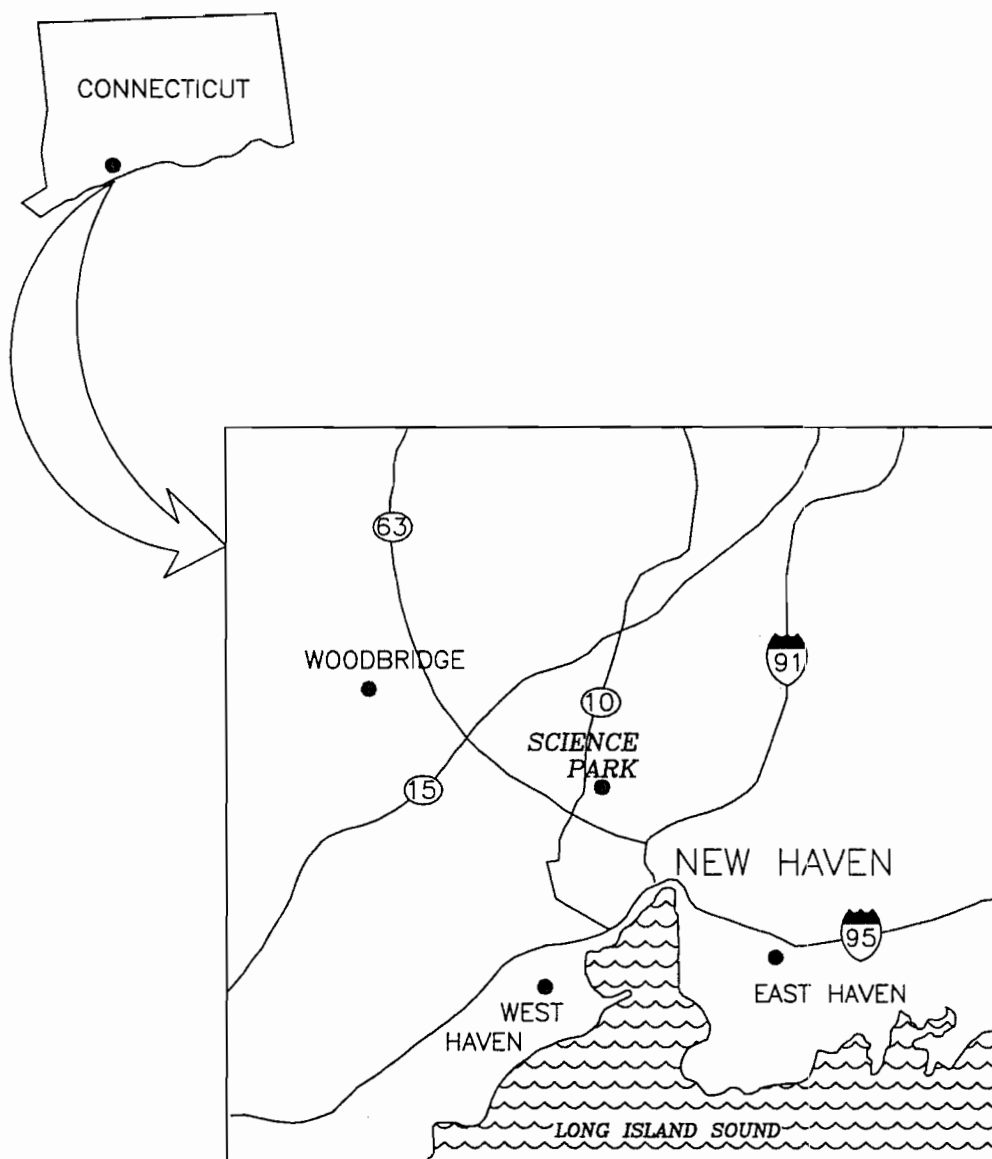 CONNECTICUT
63
WOODBRIDGE
91
10
SCIENCE
PARK
15
NEW HAVEN
95
EAST HAVEN
WEST
HAVEN
LONG ISLAND SOUND